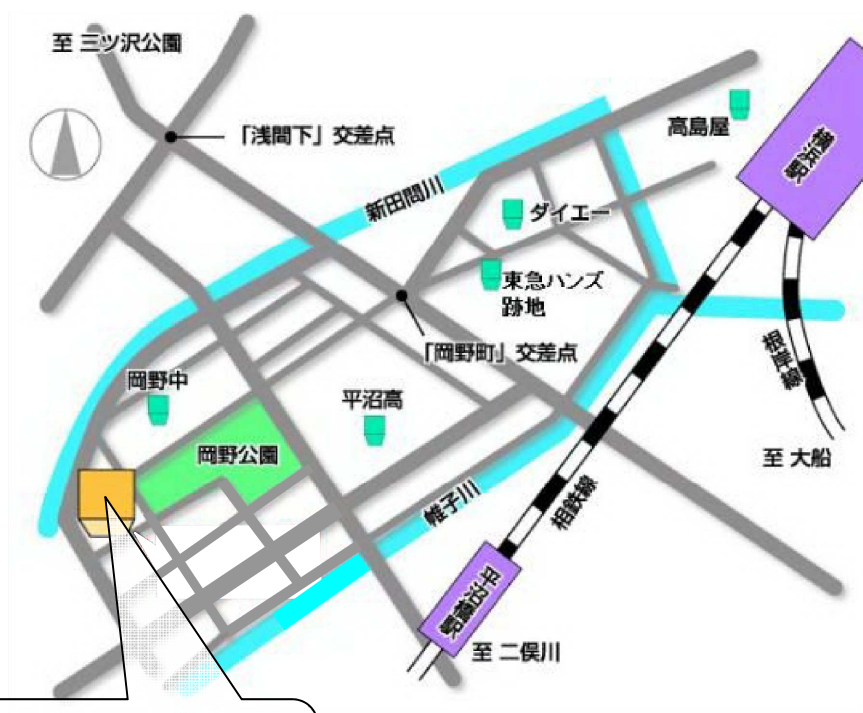 至 三ツ沢公園
「浅間下」交差点
高島屋
横浜駅
新田間川
ダイエー
東急ハンズ
跡地
「岡野町」交差点
根岸線
岡野中
平沼高
岡野公園
至 大船
帷子川
相鉄線
平沼橋駅
至 二俣川